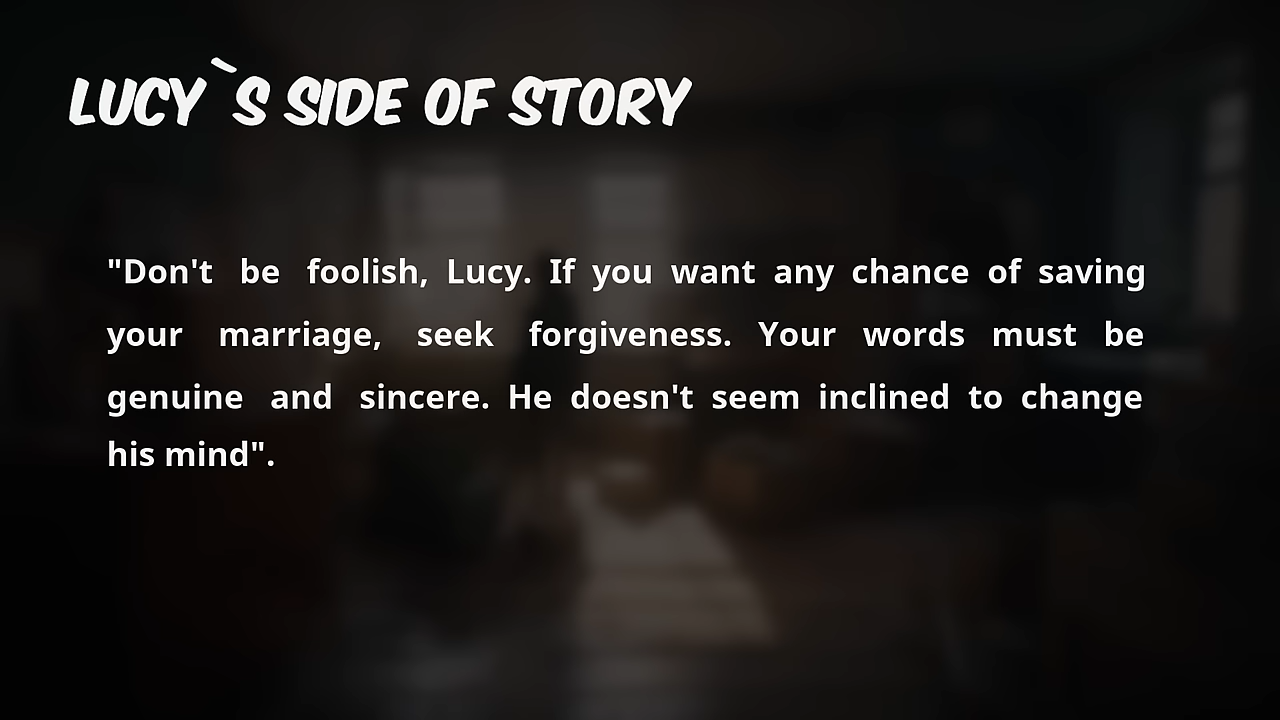 LUCY`S SIDE OF STORY
"Don't be foolish, Lucy. If you want any chance of saving
your marriage, seek forgiveness. Your words must be
genuine and sincere. He doesn't seem inclined to change
his mind".